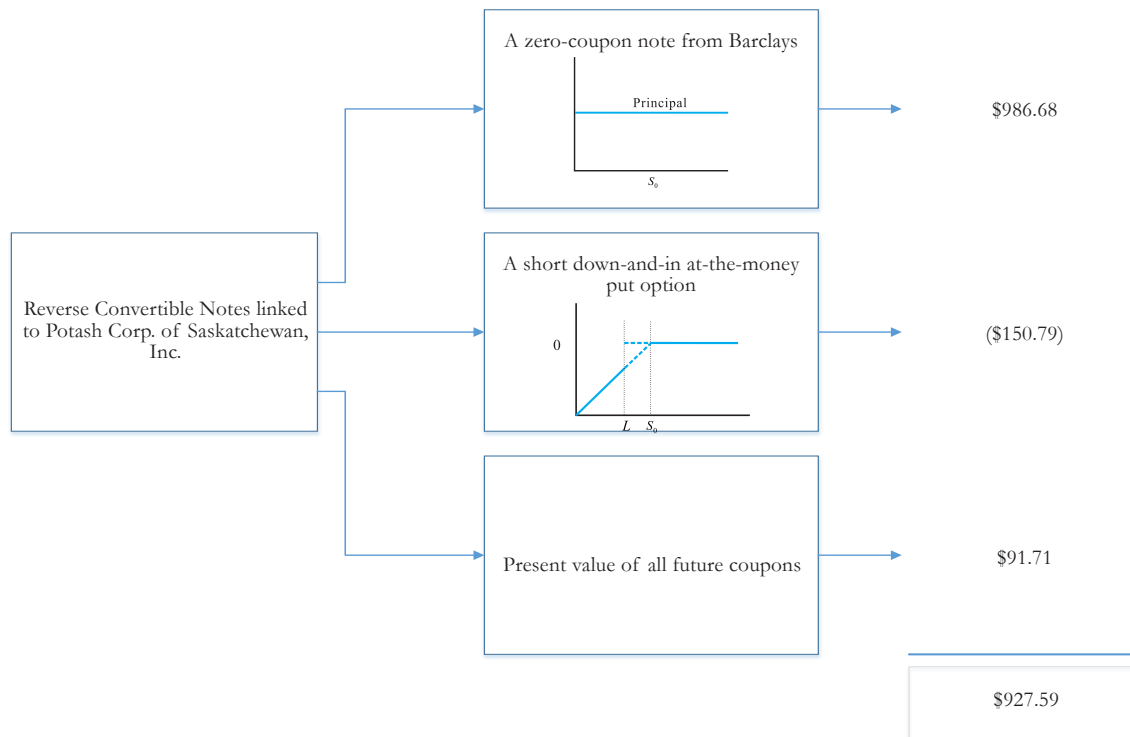 A zero-coupon note from Barclays
Principal
S₀
$986.68
Reverse Convertible Notes linked
to Potash Corp. of Saskatchewan,
Inc.
A short down-and-in at-the-money
put option
0
L S₀
($150.79)
Present value of all future coupons
$91.71
$927.59